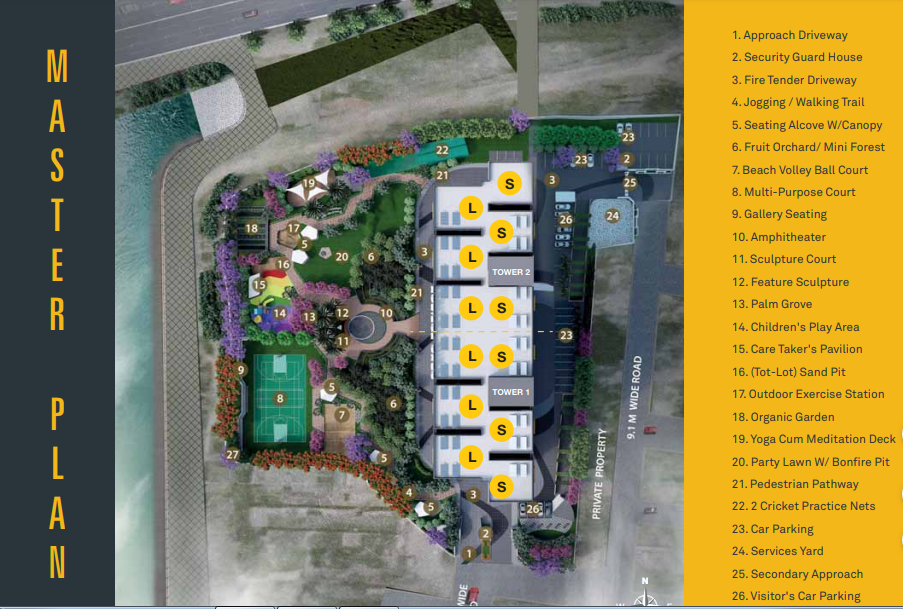 MASTER
PLAN
1. Approach Driveway
2. Security Guard House
3. Fire Tender Driveway
4. Jogging / Walking Trail
5. Seating Alcove W/Canopy
6. Fruit Orchard/ Mini Forest
7. Beach Volley Ball Court
8. Multi-Purpose Court
9. Gallery Seating
10. Amphitheater
11. Sculpture Court
12. Feature Sculpture
13. Palm Grove
14. Children's Play Area
15. Care Taker's Pavilion
16. (Tot-Lot) Sand Pit
17. Outdoor Exercise Station
18. Organic Garden
19. Yoga Cum Meditation Deck
20. Party Lawn W/ Bonfire Pit
21. Pedestrian Pathway
22. 2 Cricket Practice Nets
23. Car Parking
24. Services Yard
25. Secondary Approach
26. Visitor's Car Parking
23
22
23
2
21
S
3
25
19
L
24
26
18
17
5
S
3
20
6
L
16
TOWER 2
15
21
14
13
12
10
L
S
11
23
L
S
9
5
TOWER 1
8
6
L
7
S
27
5
L
4
S
3
5
26
2
1
9.1 M WIDE ROAD
PRIVATE PROPERTY
WIDE
N
W
E